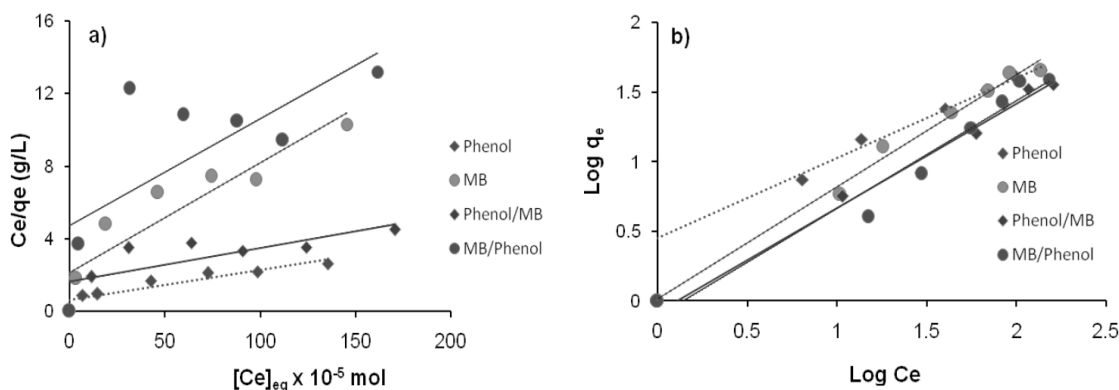 a)
16
12
8
4
0
Ce/qe (g/L)
0 50 100 150 200
[Ce]eq x 10-5 mol
Phenol
MB
Phenol/MB
MB/Phenol
b)
2
1.5
1
0.5
0
Log qe
0 0.5 1 1.5 2 2.5
Log Ce
Phenol
MB
Phenol/MB
MB/Phenol